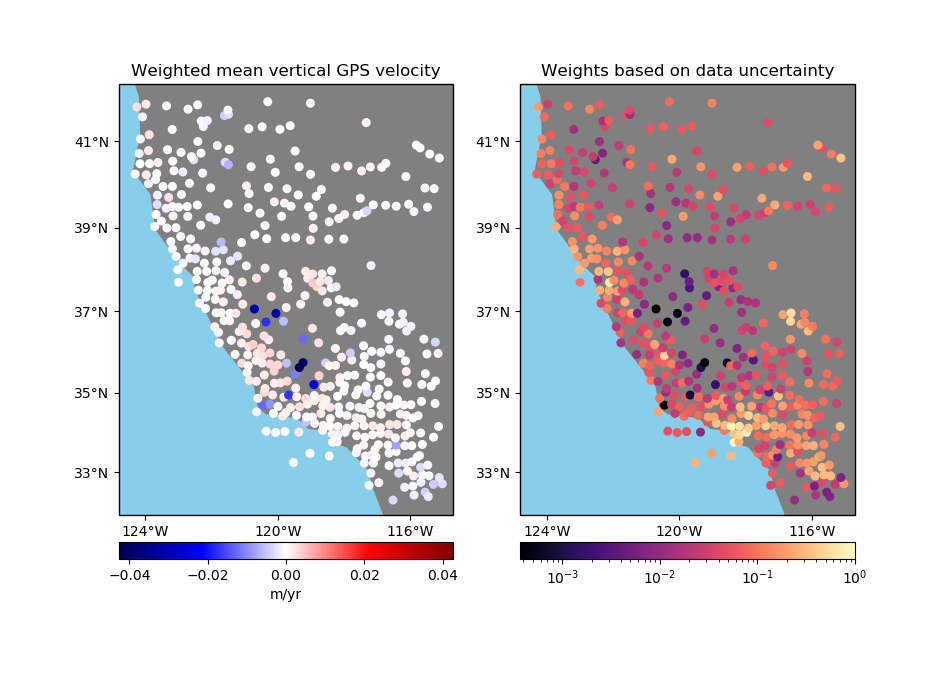 Weighted mean vertical GPS velocity
41°N
39°N
37°N
35°N
33°N
124°W 120°W 116°W
−0.04 −0.02 0.00 0.02 0.04
m/yr
Weights based on data uncertainty
41°N
39°N
37°N
35°N
33°N
124°W 120°W 116°W
10⁻³ 10⁻² 10⁻¹ 10⁰